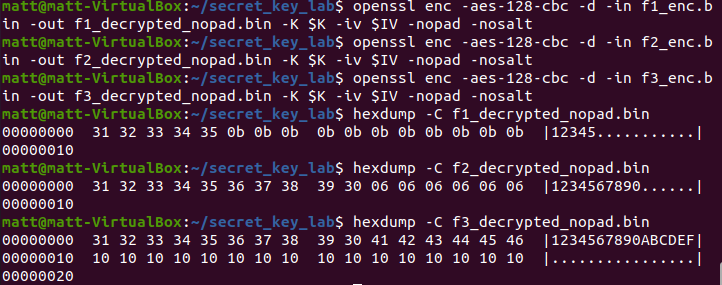 matt@matt-VirtualBox:~/secret_key_lab$ openssl enc -aes-128-cbc -d -in f1_enc.b
in -out f1_decrypted_nopad.bin -K $K -iv $IV -nopad -nosalt
matt@matt-VirtualBox:~/secret_key_lab$ openssl enc -aes-128-cbc -d -in f2_enc.b
in -out f2_decrypted_nopad.bin -K $K -iv $IV -nopad -nosalt
matt@matt-VirtualBox:~/secret_key_lab$ openssl enc -aes-128-cbc -d -in f3_enc.b
in -out f3_decrypted_nopad.bin -K $K -iv $IV -nopad -nosalt
matt@matt-VirtualBox:~/secret_key_lab$ hexdump -C f1_decrypted_nopad.bin
00000000  31 32 33 34 35 0b 0b 0b  0b 0b 0b 0b 0b 0b 0b 0b  |12345...........|
00000010
matt@matt-VirtualBox:~/secret_key_lab$ hexdump -C f2_decrypted_nopad.bin
00000000  31 32 33 34 35 36 37 38  39 30 06 06 06 06 06 06  |1234567890......|
00000010
matt@matt-VirtualBox:~/secret_key_lab$ hexdump -C f3_decrypted_nopad.bin
00000000  31 32 33 34 35 36 37 38  39 30 41 42 43 44 45 46  |1234567890ABCDEF|
00000010  10 10 10 10 10 10 10 10  10 10 10 10 10 10 10 10  |................|
00000020